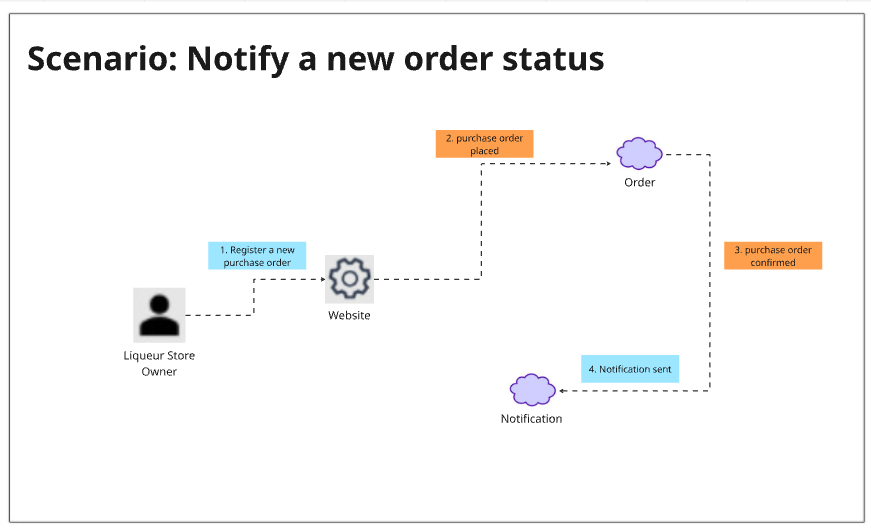 Scenario: Notify a new order status
2. purchase order
placed
Order
1. Register a new
purchase order
3. purchase order
confirmed
Website
Liqueur Store
Owner
4. Notification sent
Notification